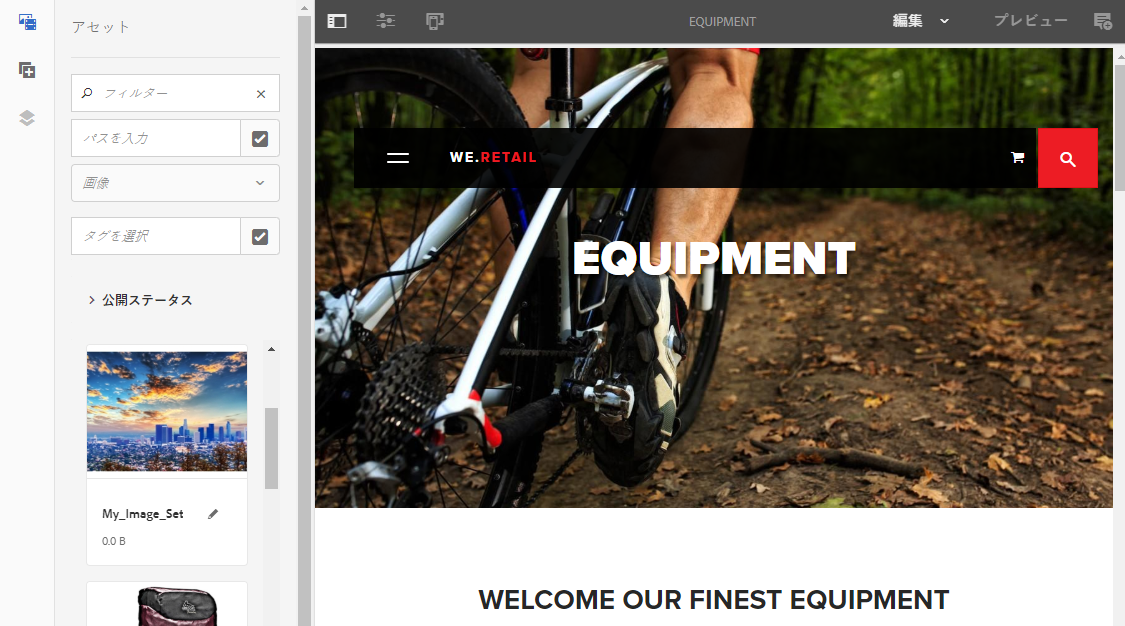 アセット
フィルター
パスを入力
画像
タグを選択
公開ステータス
My_Image_Set
0.0 B
EQUIPMENT
編集
プレビュー
WE.RETAIL
EQUIPMENT
WELCOME OUR FINEST EQUIPMENT